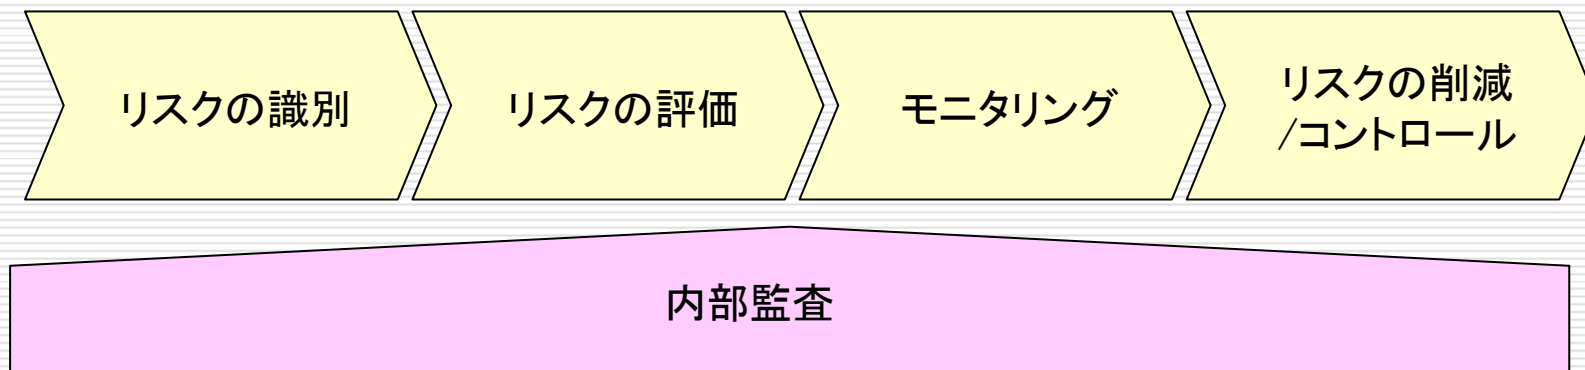 リスクの識別
リスクの評価
モニタリング
リスクの削減
/コントロール
内部監査